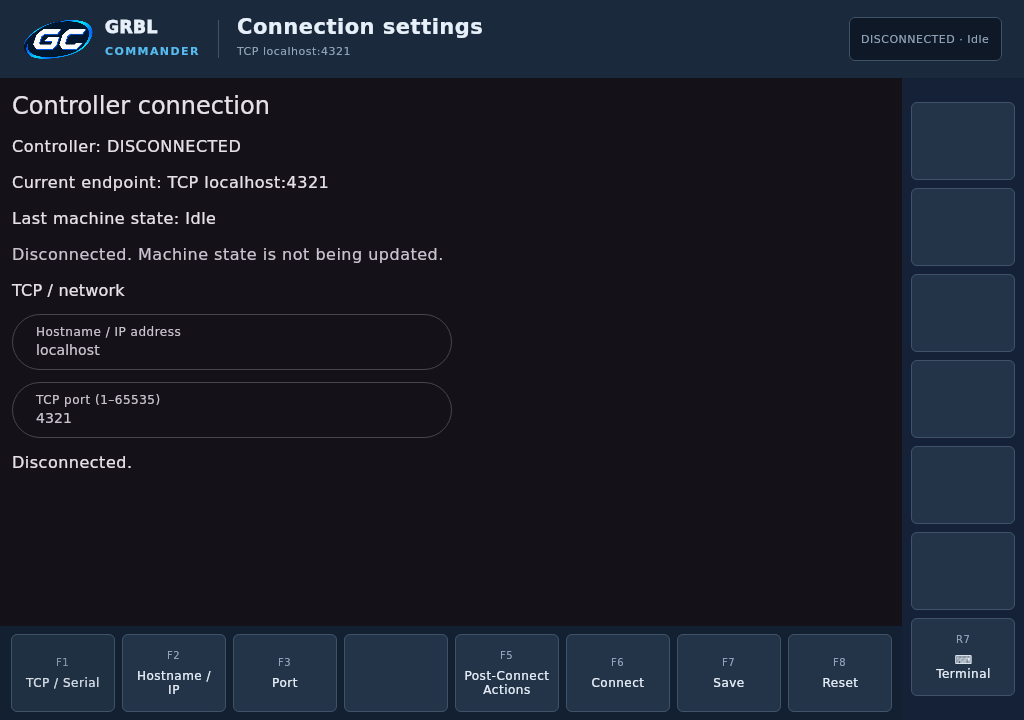 GC
GRBL
COMMANDER
Connection settings
TCP localhost:4321
DISCONNECTED · Idle
Controller connection
Controller: DISCONNECTED
Current endpoint: TCP localhost:4321
Last machine state: Idle
Disconnected. Machine state is not being updated.
TCP / network
Hostname / IP address
localhost
TCP port (1–65535)
4321
Disconnected.
F1
TCP / Serial
F2
Hostname /
IP
F3
Port
F5
Post-Connect
Actions
F6
Connect
F7
Save
F8
Reset
R7
⌨
Terminal